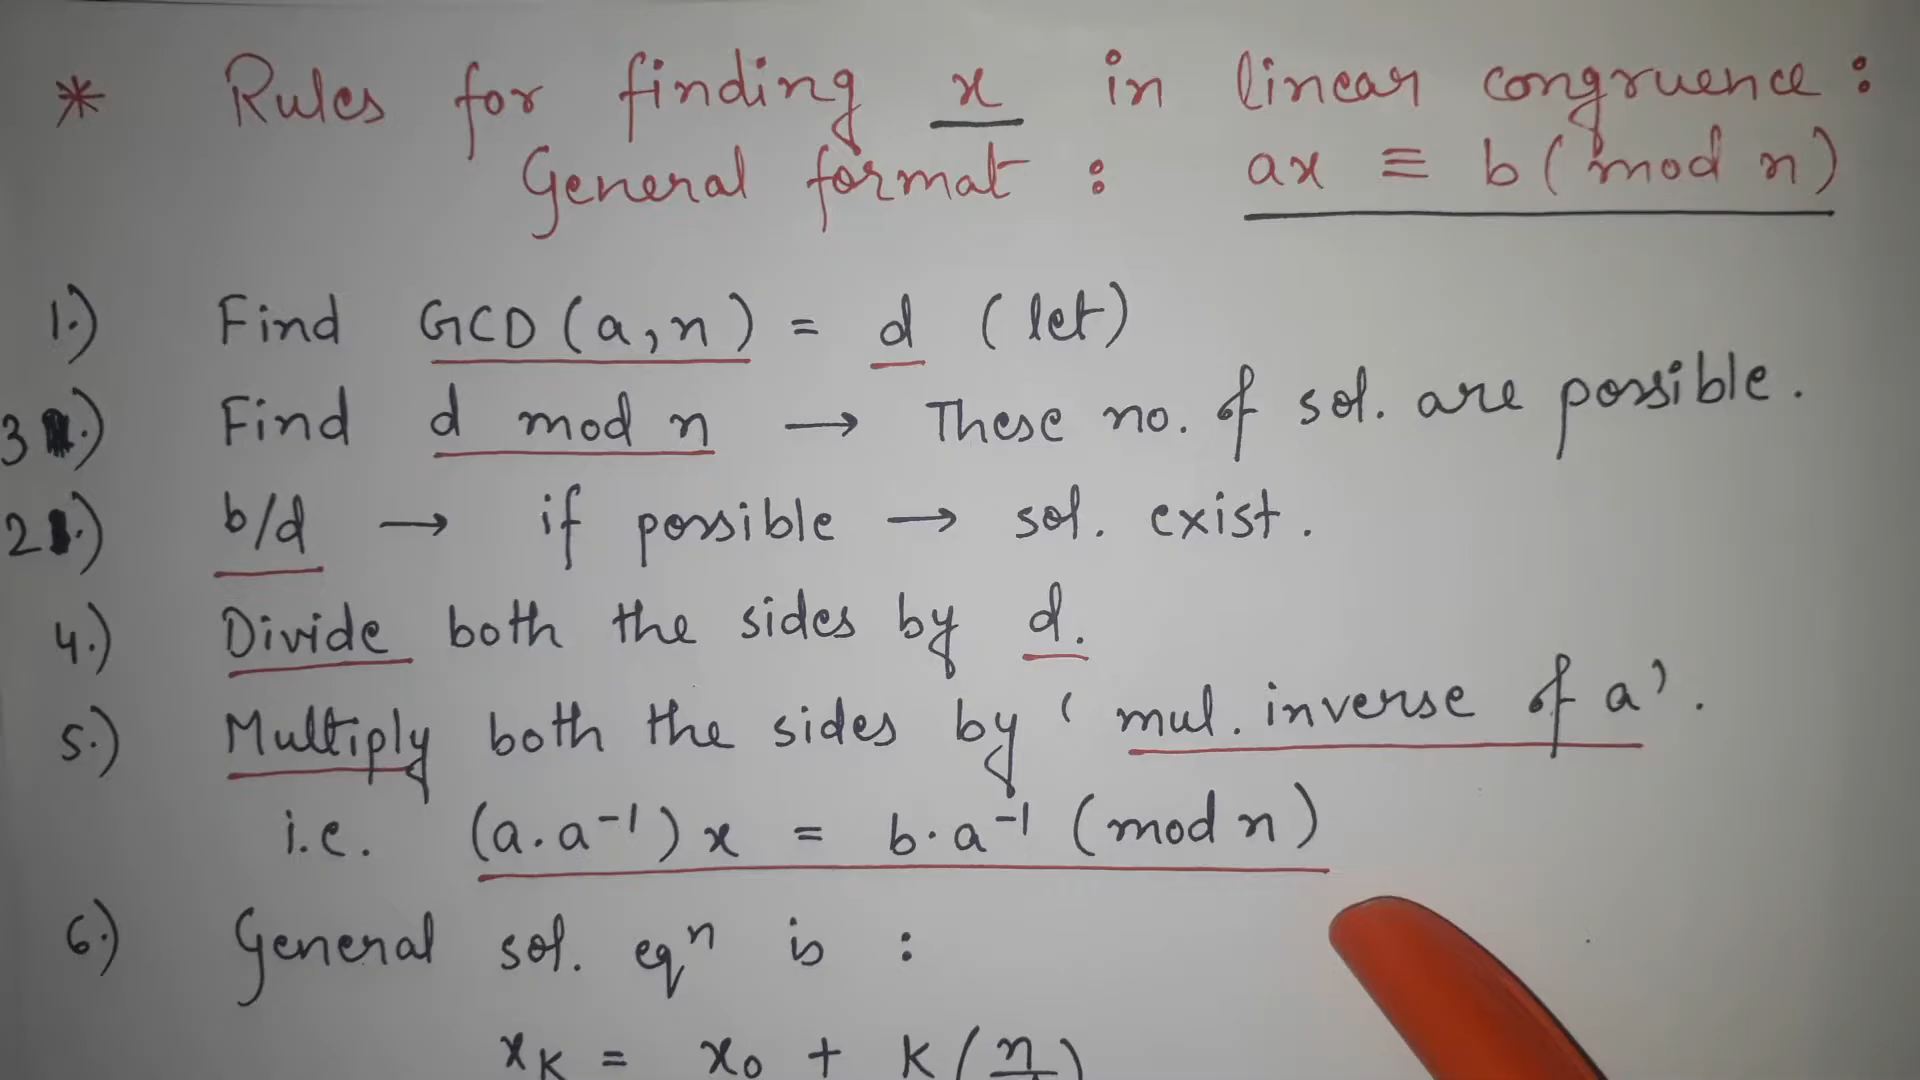 * Rules for finding x in linear congruence :
General format : ax ≡ b ( mod n )
1.) Find GCD ( a , n ) = d ( let )
3.) Find d mod n → These no. of sol. are possible .
2.) b/d → if possible → sol. exist .
4.) Divide both the sides by d.
5.) Multiply both the sides by ' mul. inverse of a ' .
i.e. (a . a⁻¹) x = b . a⁻¹ (mod n )
6.) General sol. eqⁿ is :
xK = x0 + K ( n )